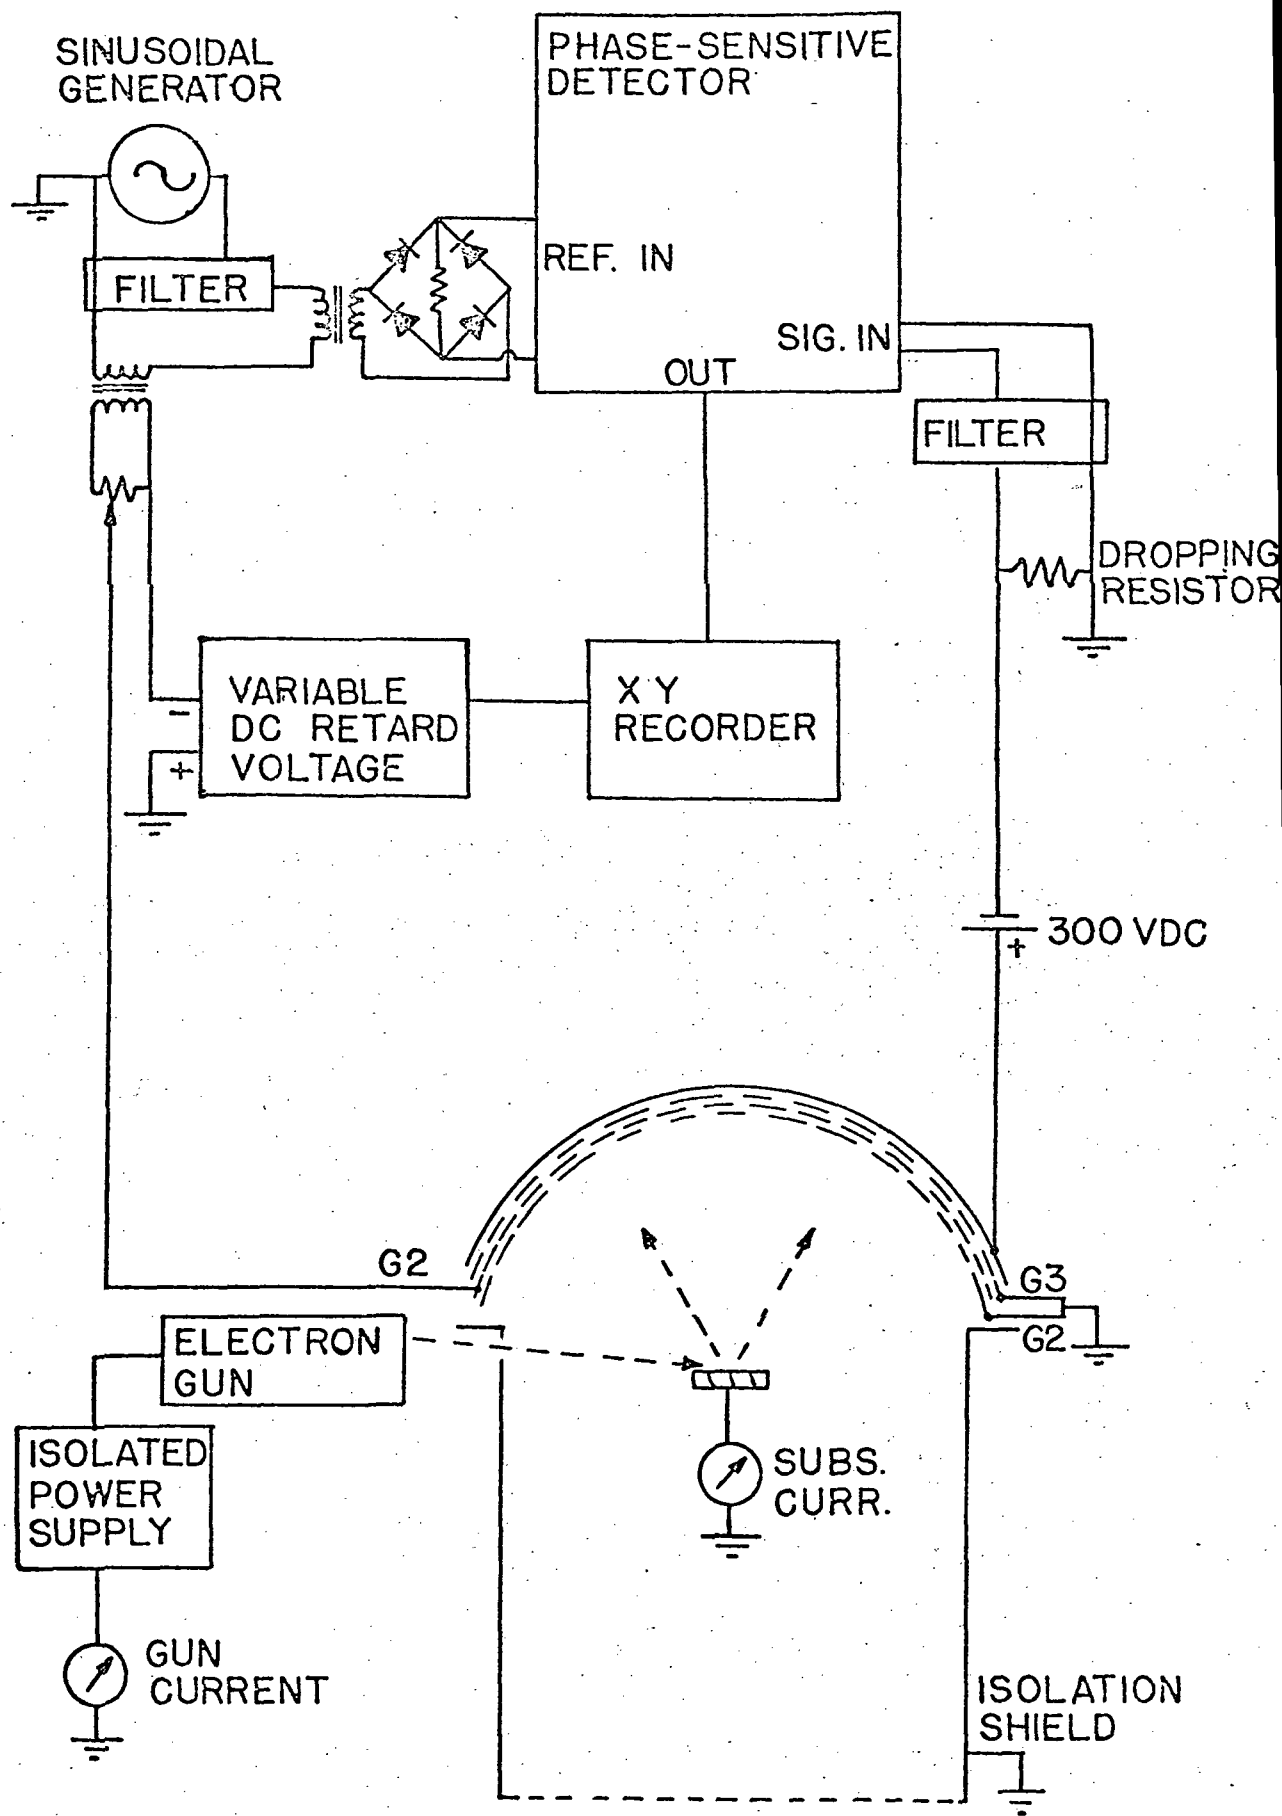 SINUSOIDAL
GENERATOR
PHASE-SENSITIVE
DETECTOR
REF. IN
FILTER
SIG. IN
OUT
FILTER
DROPPING
RESISTOR
VARIABLE
DC RETARD
VOLTAGE
-
+
X Y
RECORDER
300 VDC
+
G2
G3
G2
ELECTRON
GUN
ISOLATED
POWER
SUPPLY
SUBS.
CURR.
GUN
CURRENT
ISOLATION
SHIELD